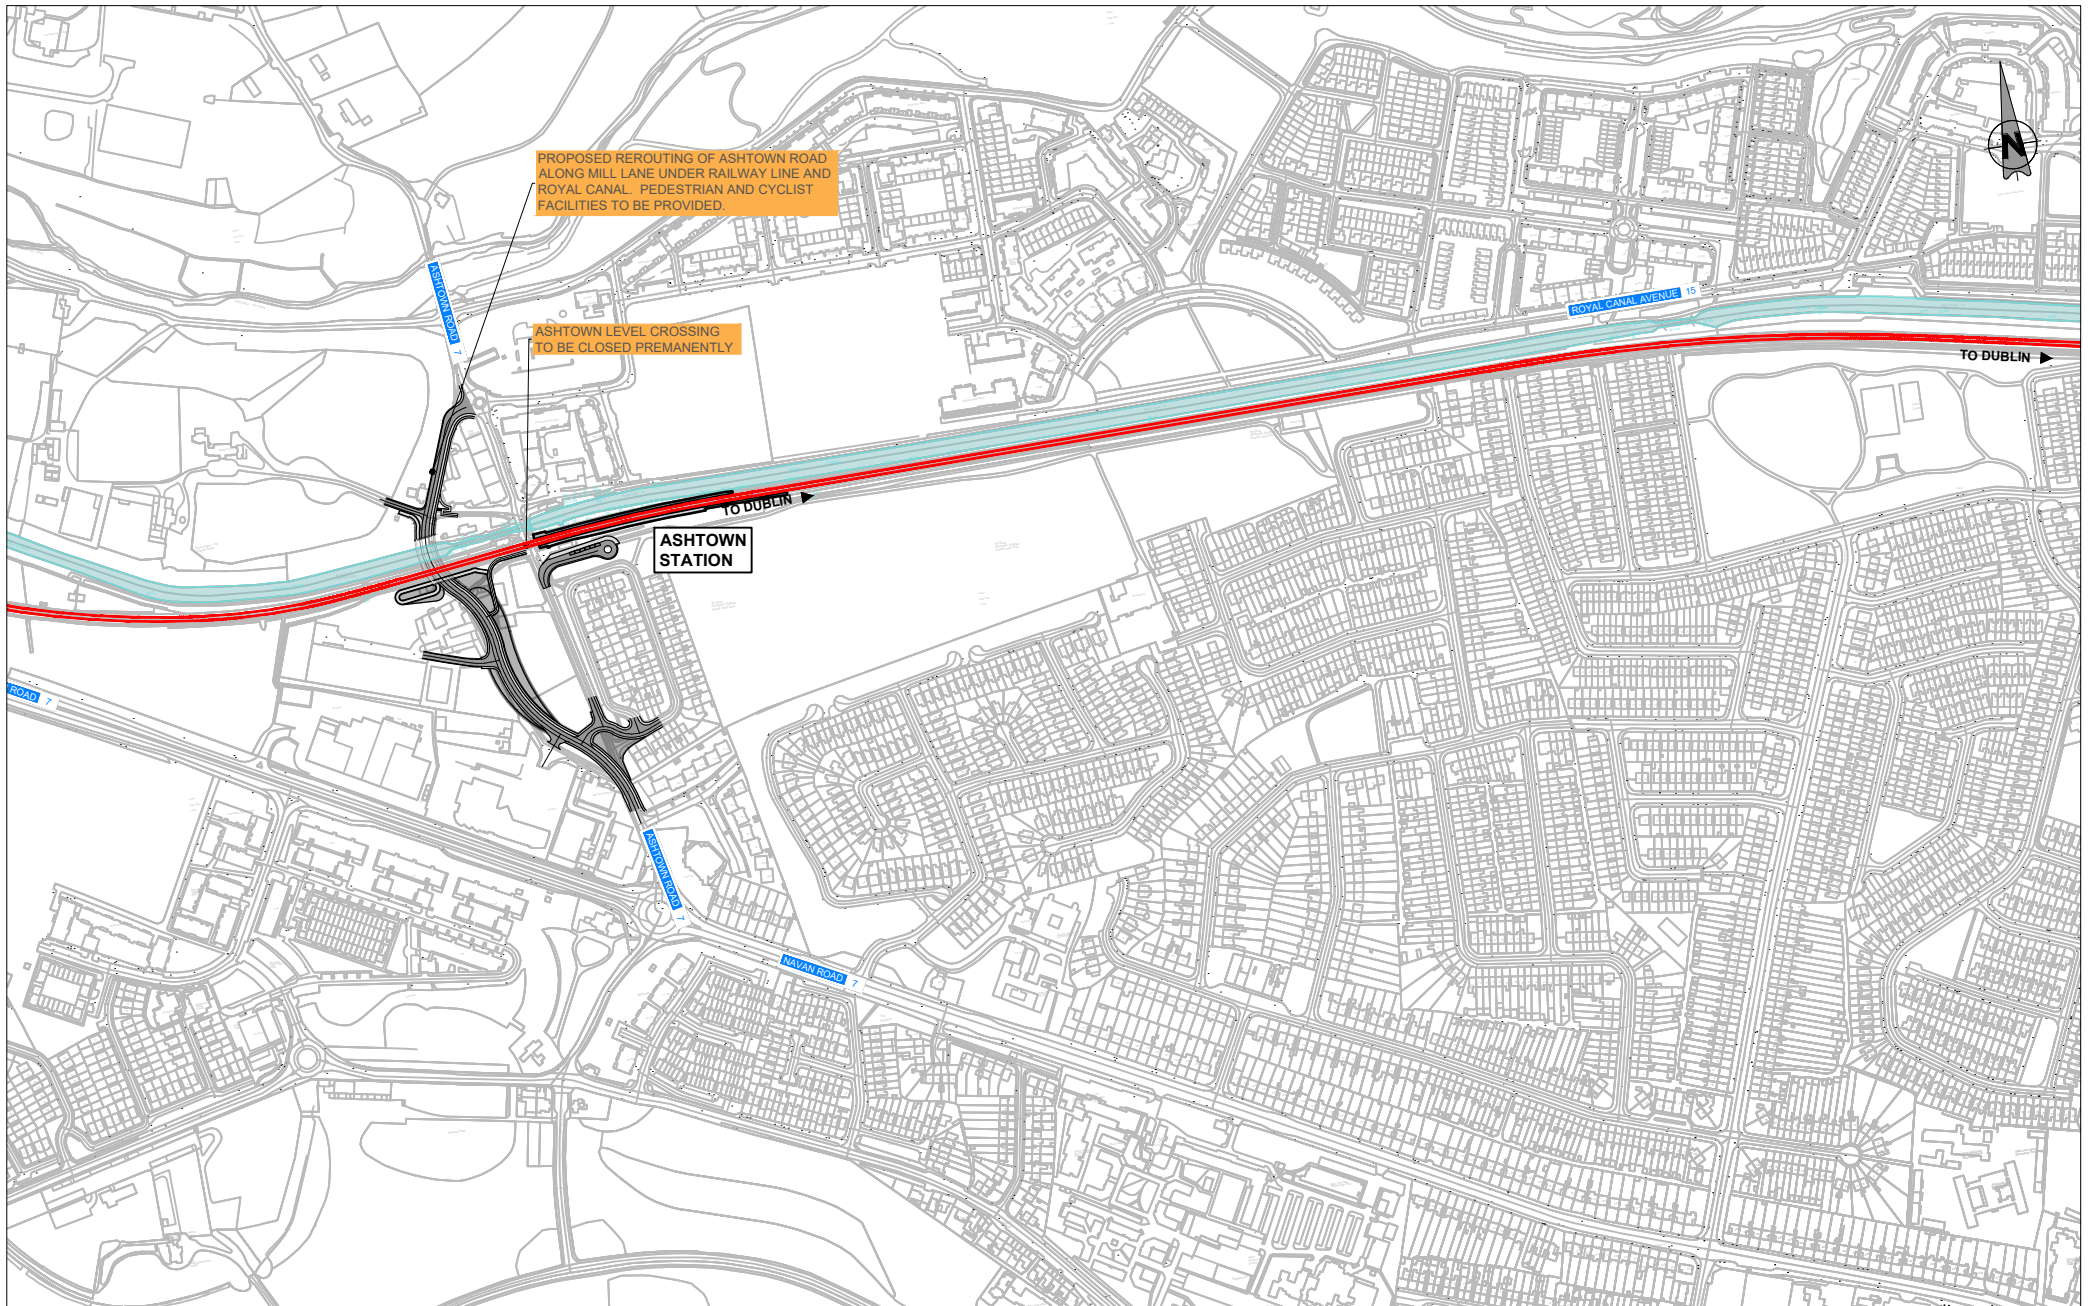 PROPOSED REROUTING OF ASHTOWN ROAD
ALONG MILL LANE UNDER RAILWAY LINE AND
ROYAL CANAL. PEDESTRIAN AND CYCLIST
FACILITIES TO BE PROVIDED.
N
ASHTOWN ROAD 7
ROYAL CANAL AVENUE 15
ASHTOWN LEVEL CROSSING
TO BE CLOSED PREMANENTLY
TO DUBLIN
TO DUBLIN
ASHTOWN
STATION
ROAD 7
ASHTOWN ROAD 7
NAVAN ROAD 7